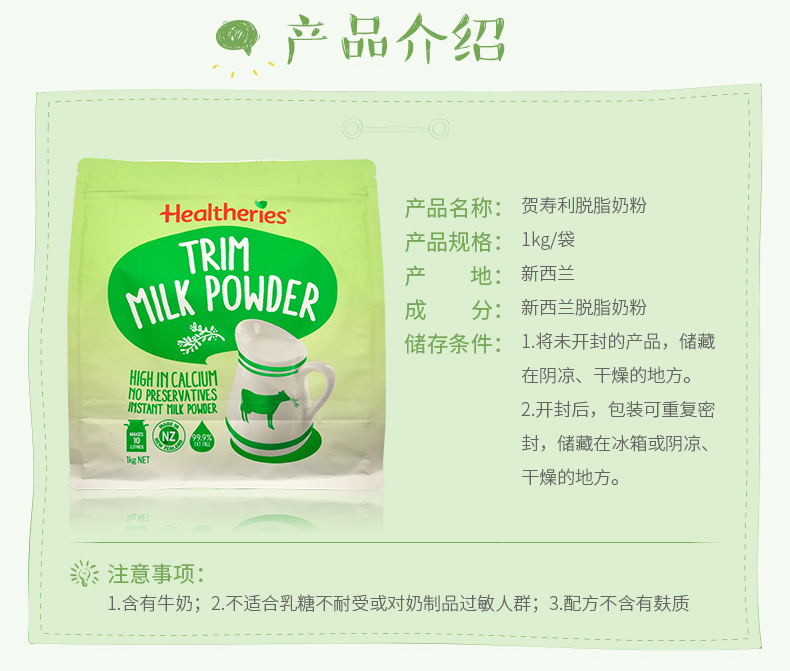 产品介绍
Healtheries
TRIM
MILK POWDER
HIGH IN CALCIUM
NO PRESERVATIVES
INSTANT MILK POWDER
MAKES
10
LITRES
MADE IN
NZ
NEW ZEALAND
99.9%
FAT FREE
1kg NET
产品名称：贺寿利脱脂奶粉
产品规格：1kg/袋
产 地：新西兰
成 分：新西兰脱脂奶粉
储存条件：1.将未开封的产品，储藏
在阴凉、干燥的地方。
2.开封后，包装可重复密
封，储藏在冰箱或阴凉、
干燥的地方。
注意事项：
1.含有牛奶；2.不适合乳糖不耐受或对奶制品过敏人群；3.配方不含有麸质